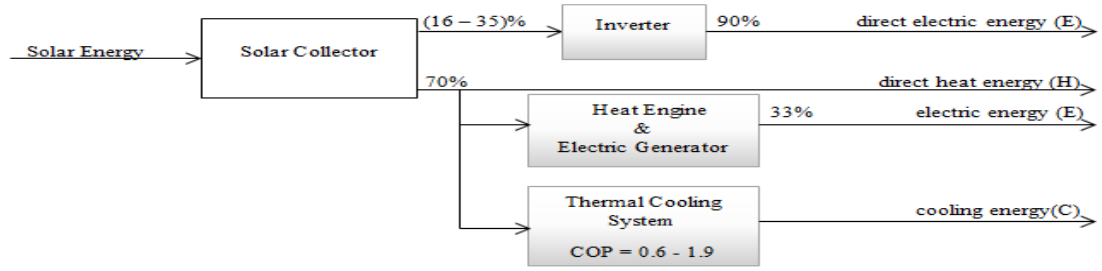 (16 – 35)%
Inverter
90%
direct electric energy (E)
Solar Energy
Solar Collector
70%
direct heat energy (H)
Heat Engine
&
Electric Generator
33%
electric energy (E)
Thermal Cooling
System
COP = 0.6 - 1.9
cooling energy(C)